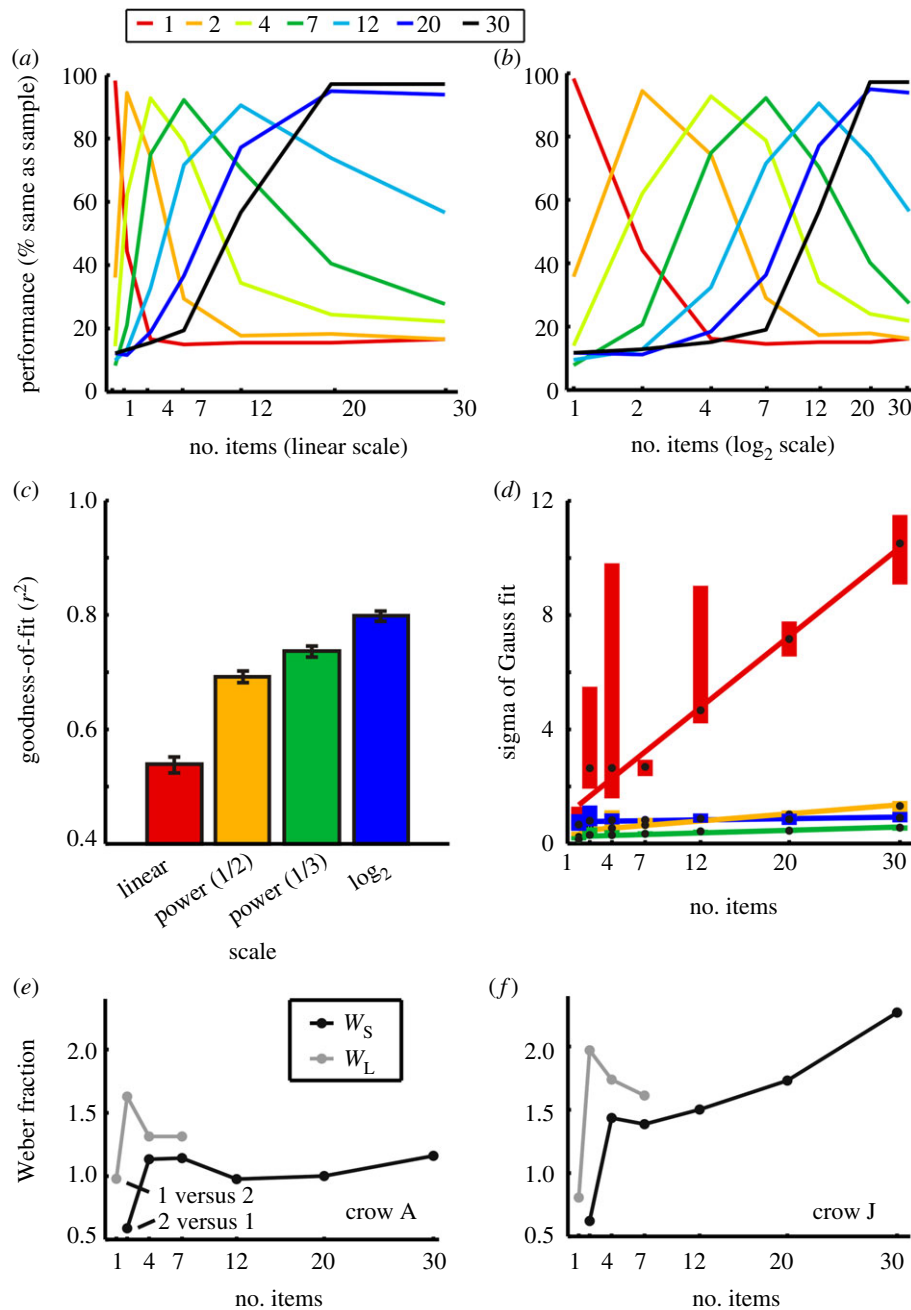 1 2 4 7 12 20 30
(a)
100
80
60
40
20
0
performance (% same as sample)
1 4 7 12 20 30
no. items (linear scale)
(b)
100
80
60
40
20
0
1 2 4 7 12 20 30
no. items (log2 scale)
(c)
1.0
0.8
0.6
0.4
goodness-of-fit (r²)
linear power (1/2) power (1/3) log2
scale
(d)
12
8
4
0
sigma of Gauss fit
1 4 7 12 20 30
no. items
(e)
2.0
1.5
1.0
0.5
Weber fraction
WS
WL
1 versus 2
2 versus 1
crow A
1 4 7 12 20 30
no. items
(f)
2.0
1.5
1.0
0.5
crow J
1 4 7 12 20 30
no. items